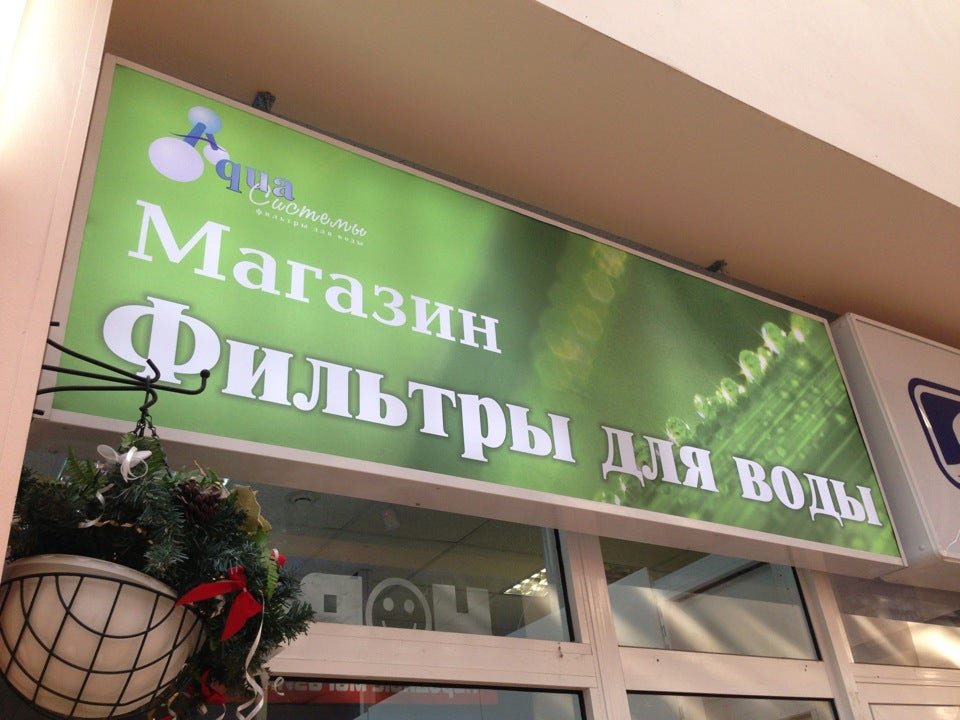 Aqua
Системы
фильтры для воды
Магазин
Фильтры для воды